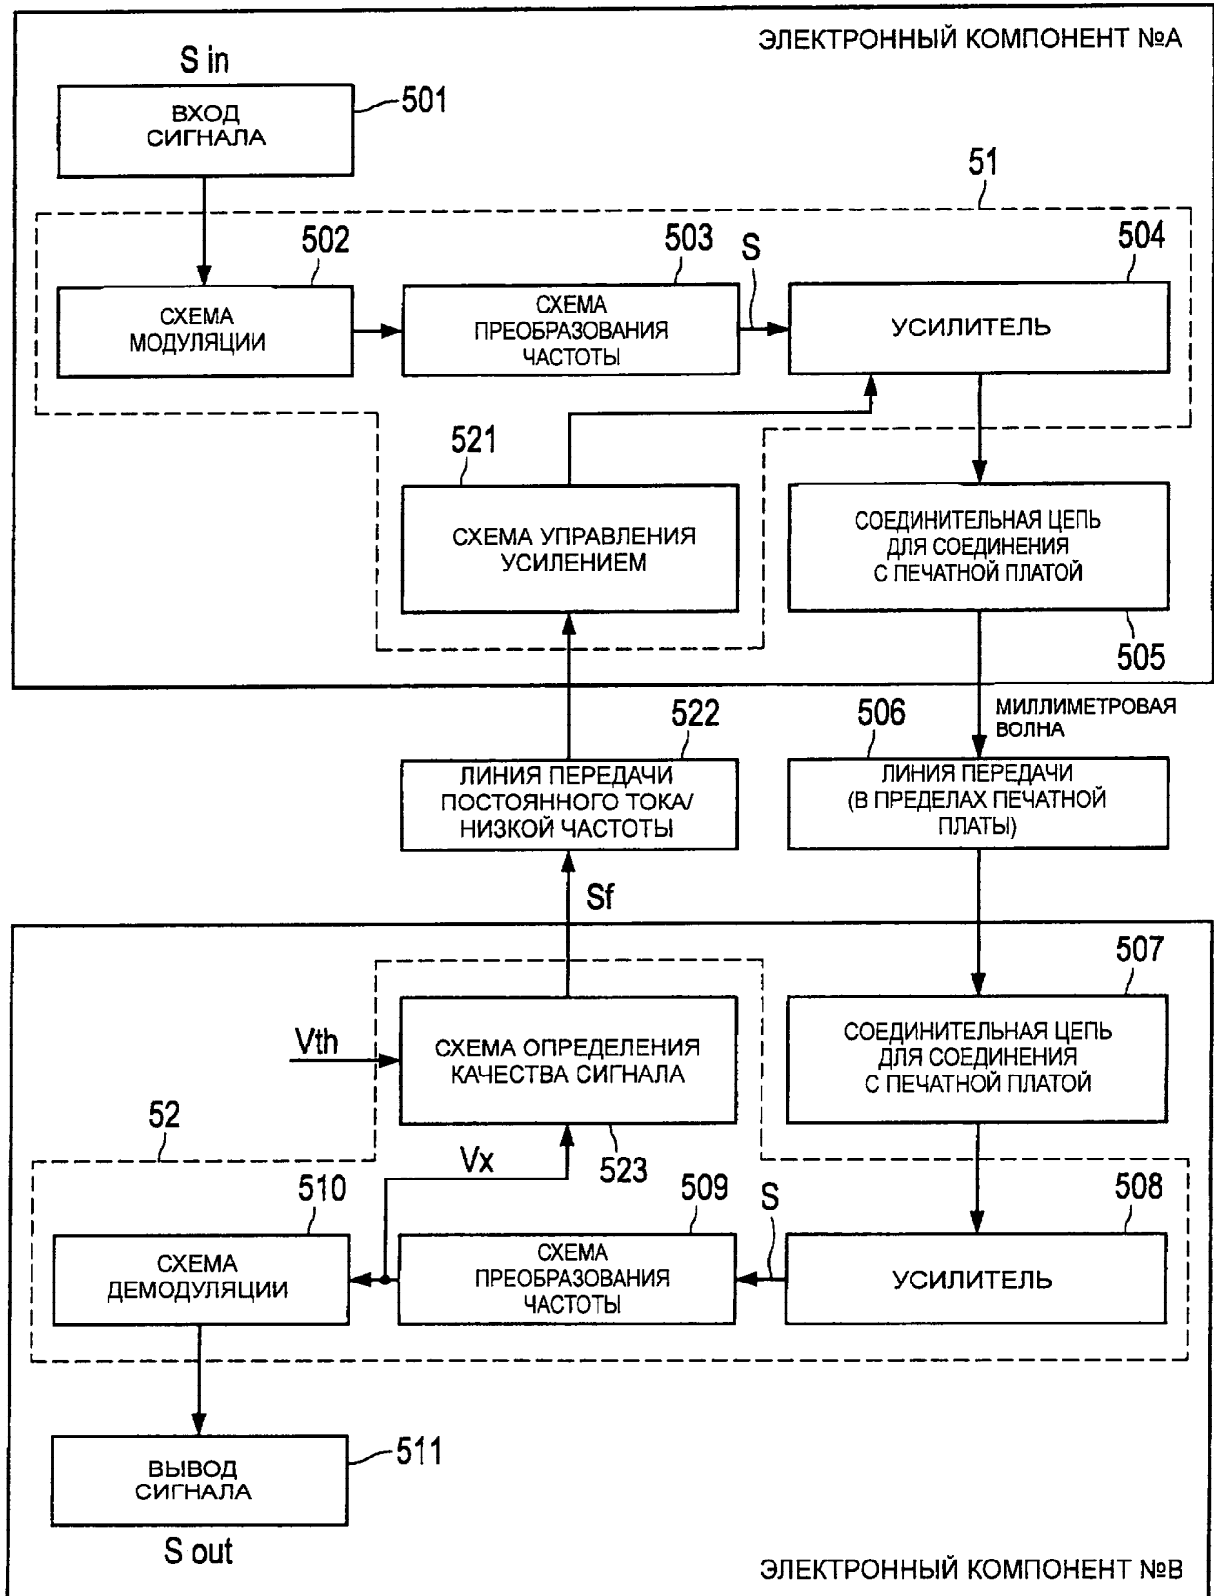 ЭЛЕКТРОННЫЙ КОМПОНЕНТ №А
S in
501
ВХОД
СИГНАЛА
51
502
503
S
504
СХЕМА
МОДУЛЯЦИИ
СХЕМА
ПРЕОБРАЗОВАНИЯ
ЧАСТОТЫ
УСИЛИТЕЛЬ
521
СХЕМА УПРАВЛЕНИЯ
УСИЛЕНИЕМ
СОЕДИНИТЕЛЬНАЯ ЦЕПЬ
ДЛЯ СОЕДИНЕНИЯ
С ПЕЧАТНОЙ ПЛАТОЙ
505
522
506
МИЛЛИМЕТРОВАЯ
ВОЛНА
ЛИНИЯ ПЕРЕДАЧИ
ПОСТОЯННОГО ТОКА/
НИЗКОЙ ЧАСТОТЫ
ЛИНИЯ ПЕРЕДАЧИ
(В ПРЕДЕЛАХ ПЕЧАТНОЙ
ПЛАТЫ)
Sf
507
Vth
СХЕМА ОПРЕДЕЛЕНИЯ
КАЧЕСТВА СИГНАЛА
СОЕДИНИТЕЛЬНАЯ ЦЕПЬ
ДЛЯ СОЕДИНЕНИЯ
С ПЕЧАТНОЙ ПЛАТОЙ
52
Vx
523
510
509
S
508
СХЕМА
ДЕМОДУЛЯЦИИ
СХЕМА
ПРЕОБРАЗОВАНИЯ
ЧАСТОТЫ
УСИЛИТЕЛЬ
511
ВЫВОД
СИГНАЛА
S out
ЭЛЕКТРОННЫЙ КОМПОНЕНТ №В